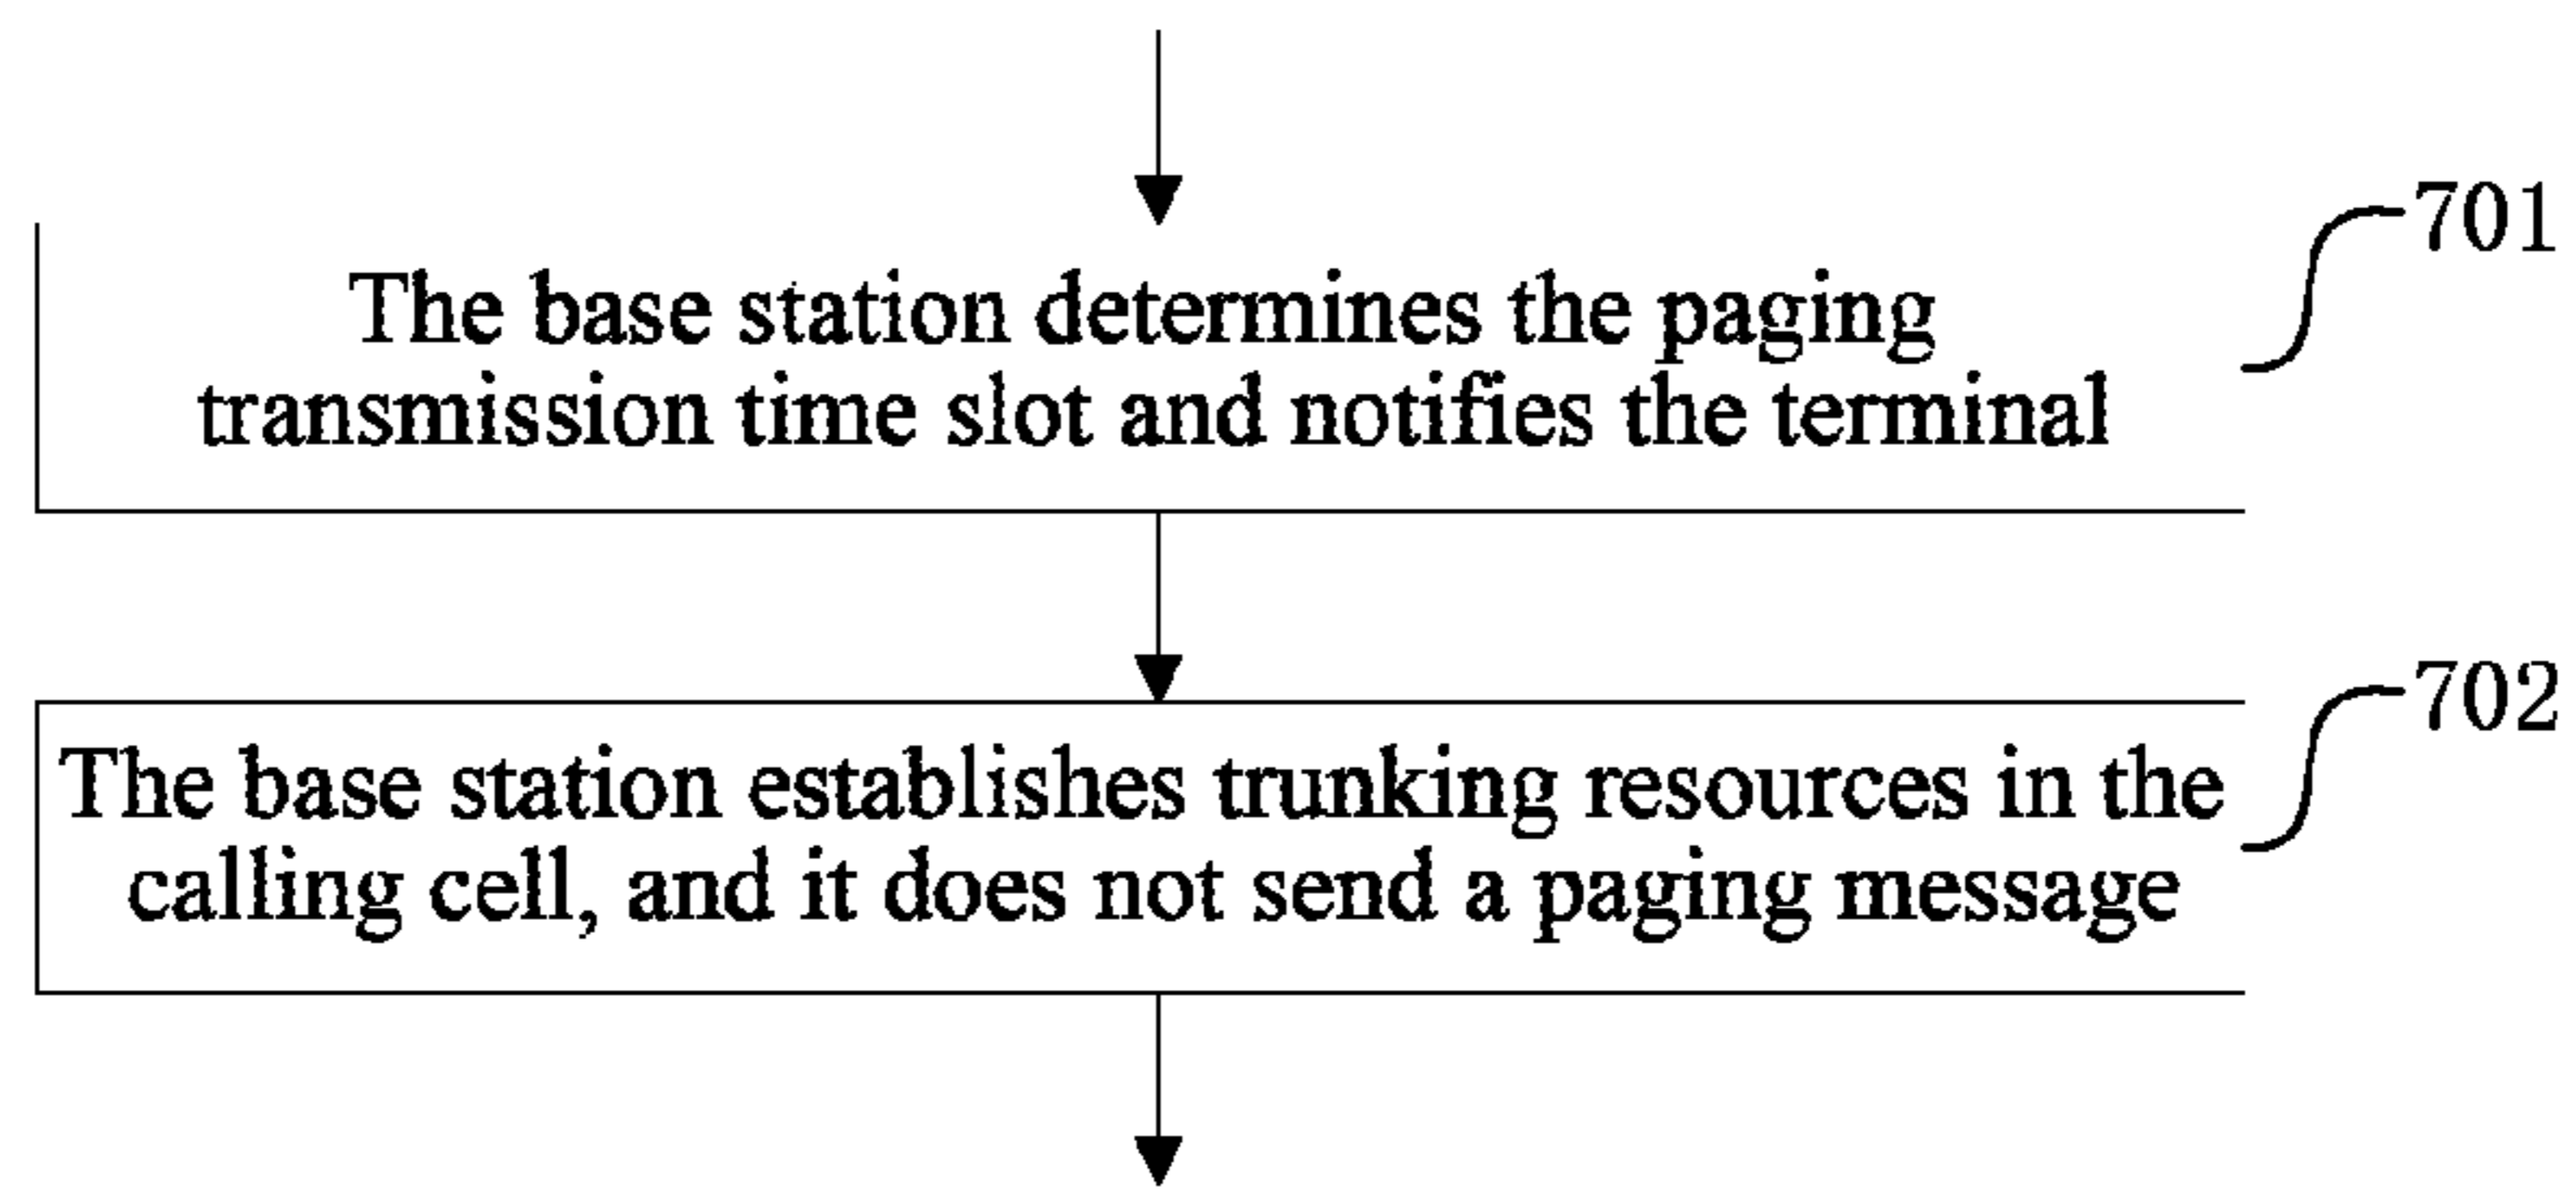 701
The base station determines the paging
transmission time slot and notifies the terminal
702
The base station establishes trunking resources in the
calling cell, and it does not send a paging message